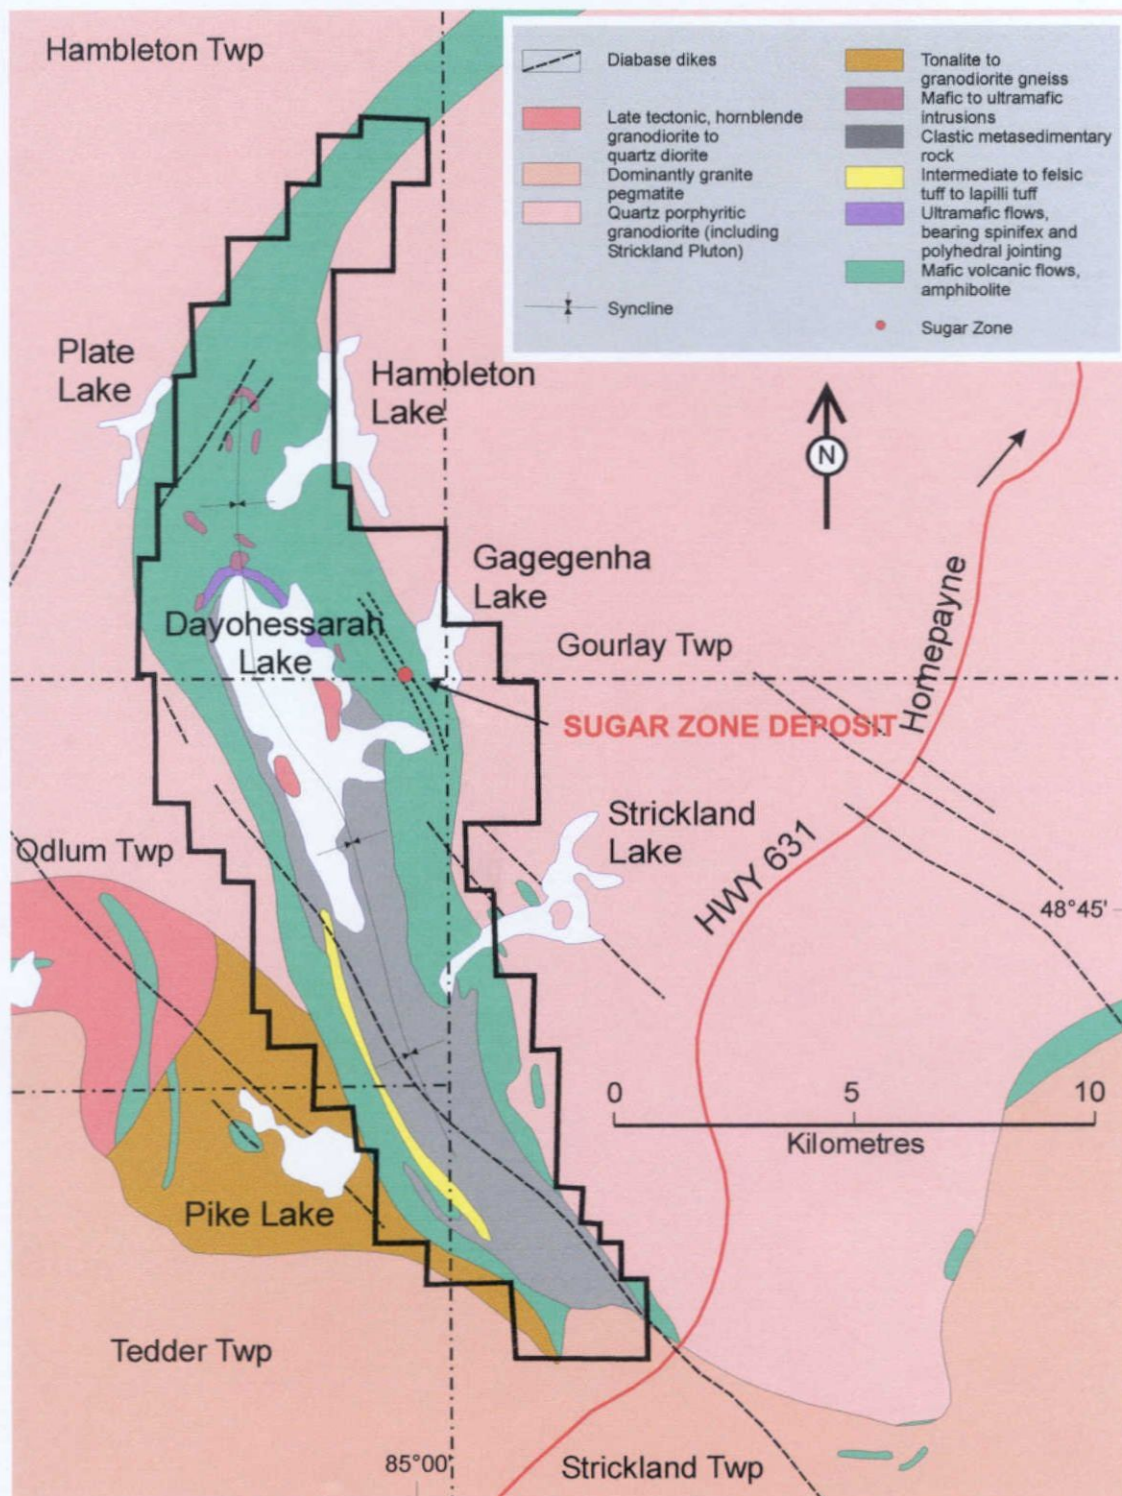 Hambleton Twp
Diabase dikes
Late tectonic, hornblende
granodiorite to
quartz diorite
Dominantly granite
pegmatite
Quartz porphyritic
granodiorite (including
Strickland Pluton)
Syncline
Tonalite to
granodiorite gneiss
Mafic to ultramafic
intrusions
Clastic metasedimentary
rock
Intermediate to felsic
tuff to lapilli tuff
Ultramafic flows,
bearing spinifex and
polyhedral jointing
Mafic volcanic flows,
amphibolite
Sugar Zone
Plate
Lake
Hambleton
Lake
N
Gagegenha
Lake
Dayohessarah
Lake
Gourlay Twp
Homepayne
SUGAR ZONE DEPOSIT
Strickland
Lake
Odlum Twp
HWY 631
48°45'
0 5 10
Kilometres
Pike Lake
Tedder Twp
85°00'
Strickland Twp